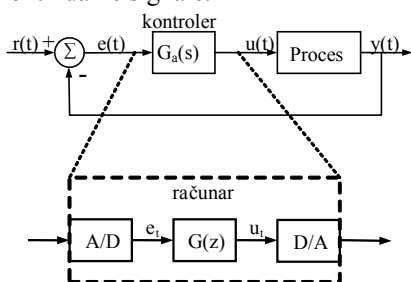 kontroler
r(t) + Σ e(t) Gₐ(s) u(t) Proces y(t)
-
računar
A/D eₜ G(z) uₜ D/A